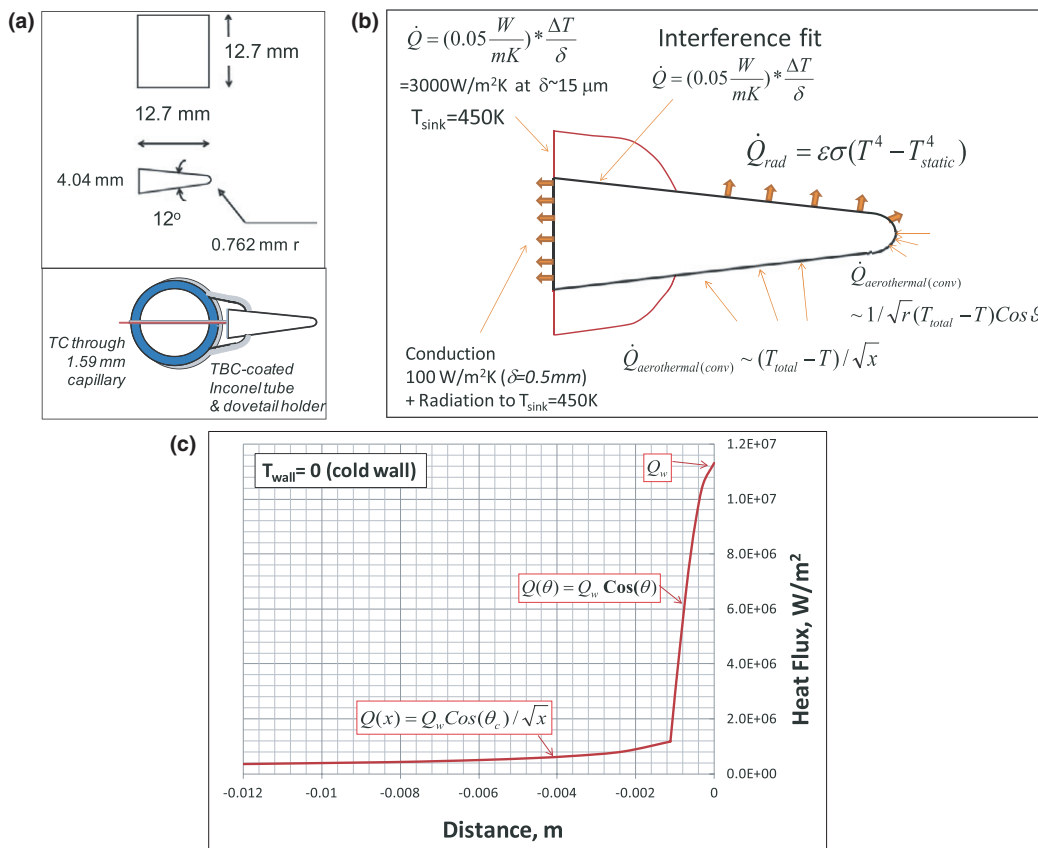 (a)
12.7 mm
12.7 mm
4.04 mm
12°
0.762 mm r
TC through
1.59 mm
capillary
TBC-coated
Inconel tube
& dovetail holder
(b)
Q̇ = (0.05 W/mK) * ΔT/δ
=3000W/m²K at δ~15 μm
T_sink=450K
Interference fit
Q̇ = (0.05 W/mK) * ΔT/δ
Q̇_rad = εσ(T⁴ − T⁴_static)
Q̇_aerothermal(conv)
~ 1/√r (T_total − T)Cos ϑ
Conduction
100 W/m²K (δ=0.5mm)
+ Radiation to T_sink=450K
Q̇_aerothermal(conv) ~ (T_total − T)/√x
(c)
T_wall= 0 (cold wall)
Q_w
Q(θ) = Q_w Cos(θ)
Q(x) = Q_w Cos(θ_c)/√x
1.2E+07
1.0E+07
8.0E+06
6.0E+06
4.0E+06
2.0E+06
0.0E+00
Heat Flux, W/m²
-0.012
-0.01
-0.008
-0.006
-0.004
-0.002
0
Distance, m